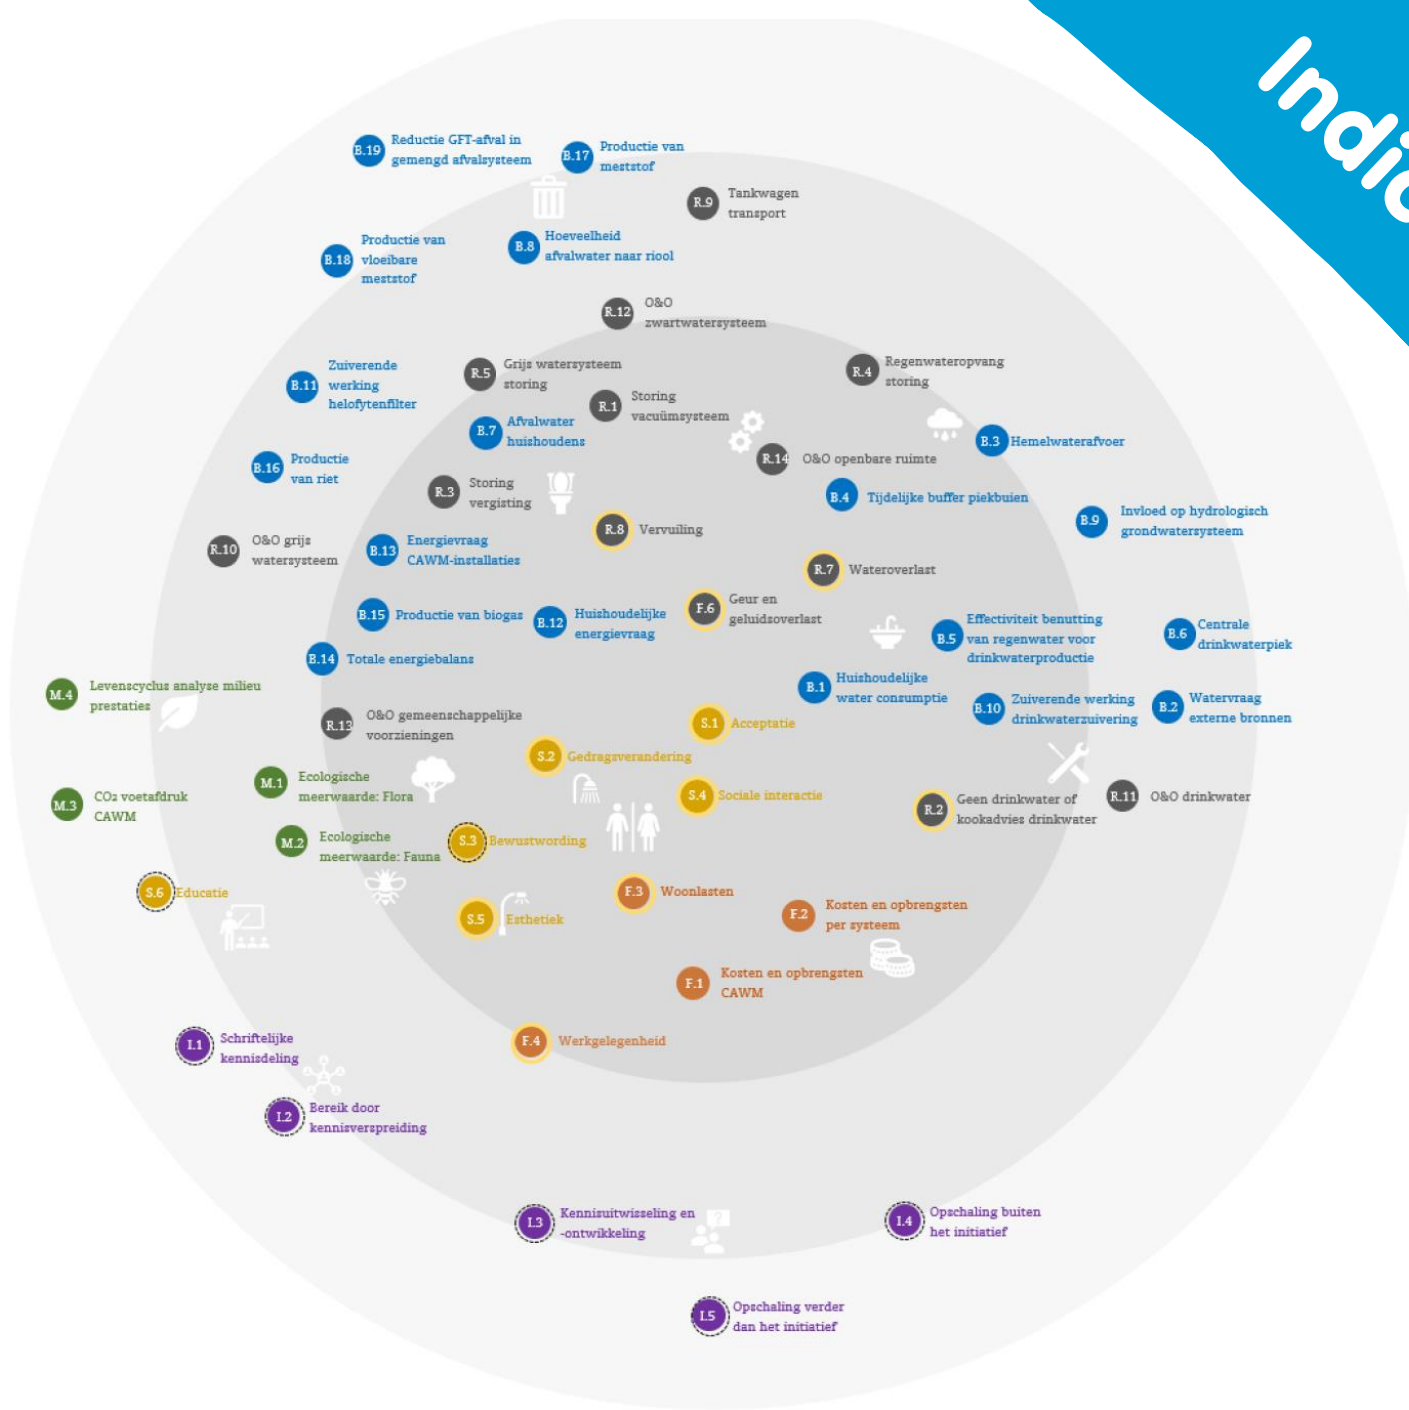 Indic
B.19
Reductie GFT-afval in
gemengd afvalsysteem
B.17
Productie van
meststof
R.9
Tankwagen
transport
B.18
Productie van
vloeibare
meststof
B.8
Hoeveelheid
afvalwater naar riool
R.12
O&O
zwartwatersysteem
B.11
Zuiverende
werking
helofytenfilter
R.5
Grijs watersysteem
storing
R.4
Regenwateropvang
storing
R.1
Storing
vacuümsysteem
B.7
Afvalwater
huishoudens
B.3
Hemelwaterafvoer
B.16
Productie
van riet
R.14
O&O openbare ruimte
R.3
Storing
vergisting
B.4
Tijdelijke buffer piekbuien
B.9
Invloed op hydrologisch
grondwatersysteem
R.8
Vervuiling
R.10
O&O grijs
watersysteem
B.13
Energievraag
CAWM-installaties
R.7
Wateroverlast
B.15
Productie van biogas
B.12
Huishoudelijke
energievraag
F.6
Geur en
geluidsoverlast
B.5
Effectiviteit benutting
van regenwater voor
drinkwaterproductie
B.6
Centrale
drinkwaterpiek
B.14
Totale energiebalans
M.4
Levenscyclus analyse milieu
prestaties
B.1
Huishoudelijke
water consumptie
B.10
Zuiverende werking
drinkwaterzuivering
B.2
Watervraag
externe bronnen
R.13
O&O gemeenschappelijke
voorzieningen
S.1
Acceptatie
S.2
Gedragsverandering
M.1
Ecologische
meerwaarde: Flora
S.4
Sociale interactie
M.3
CO2 voetafdruk
CAWM
R.2
Geen drinkwater of
kookadvies drinkwater
R.11
O&O drinkwater
M.2
Ecologische
meerwaarde: Fauna
S.3
Bewustwording
S.6
Educatie
F.3
Woonlasten
S.5
Esthetiek
F.2
Kosten en opbrengsten
per systeem
F.1
Kosten en opbrengsten
CAWM
I.1
Schriftelijke
kennisdeling
F.4
Werkgelegenheid
I.2
Bereik door
kennisverspreiding
I.3
Kennisuitwisseling en
-ontwikkeling
?
I.4
Opschaling buiten
het initiatief
I.5
Opschaling verder
dan het initiatief